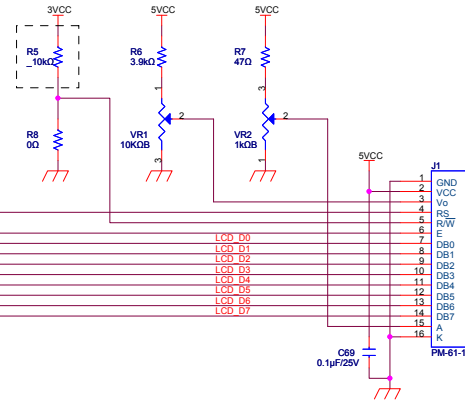 3VCC
5VCC
5VCC
R5
_10kΩ
R6
3.9kΩ
R7
47Ω
1
3
2
2
R8
0Ω
VR1
10KΩB
VR2
1kΩB
3
1
5VCC
J1
1 GND
2 VCC
3 Vo
4 RS
5 R/W̅
6 E
LCD_D0 7 DB0
LCD_D1 8 DB1
LCD_D2 9 DB2
LCD_D3 10 DB3
LCD_D4 11 DB4
LCD_D5 12 DB5
LCD_D6 13 DB6
LCD_D7 14 DB7
15 A
16 K
C69
0.1µF/25V
PM-61-1